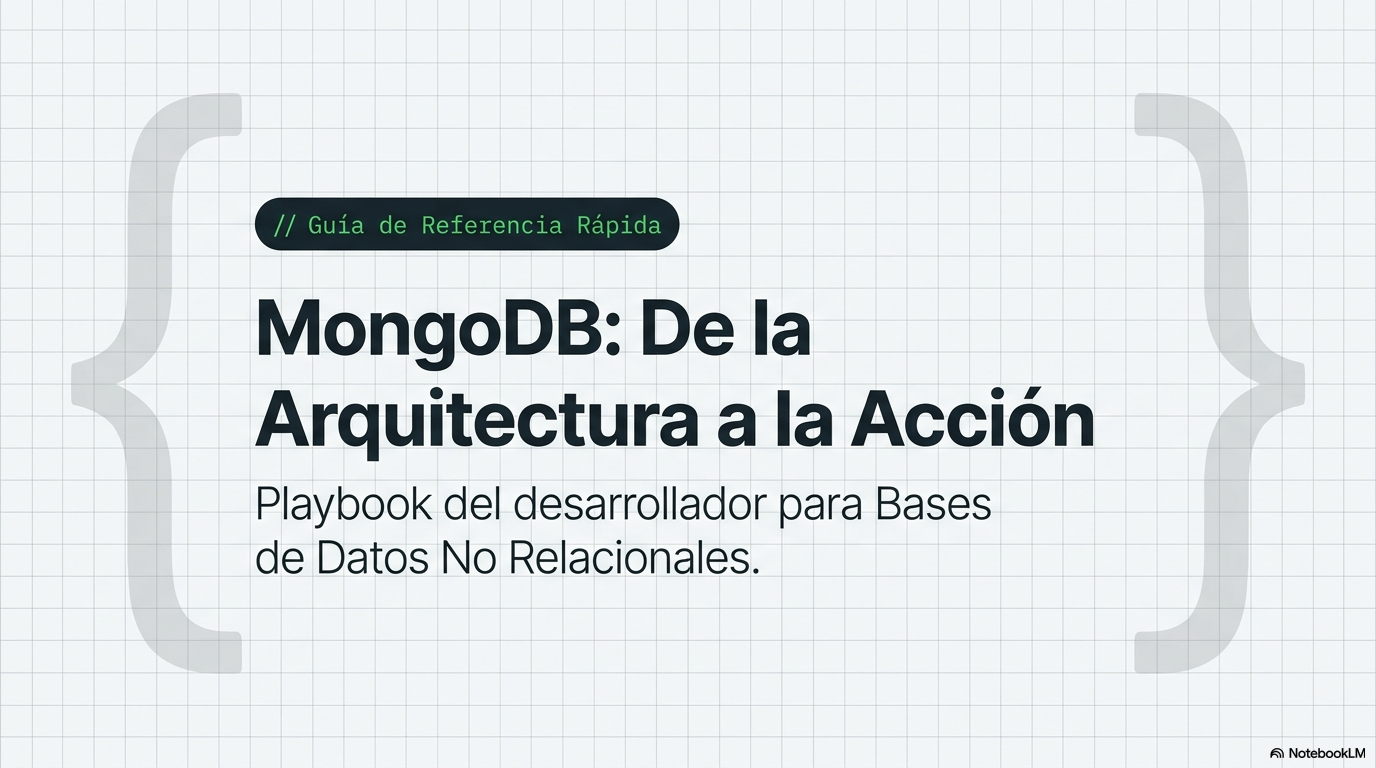 // Guía de Referencia Rápida
MongoDB: De la
Arquitectura a la Acción
Playbook del desarrollador para Bases
de Datos No Relacionales.
NotebookLM